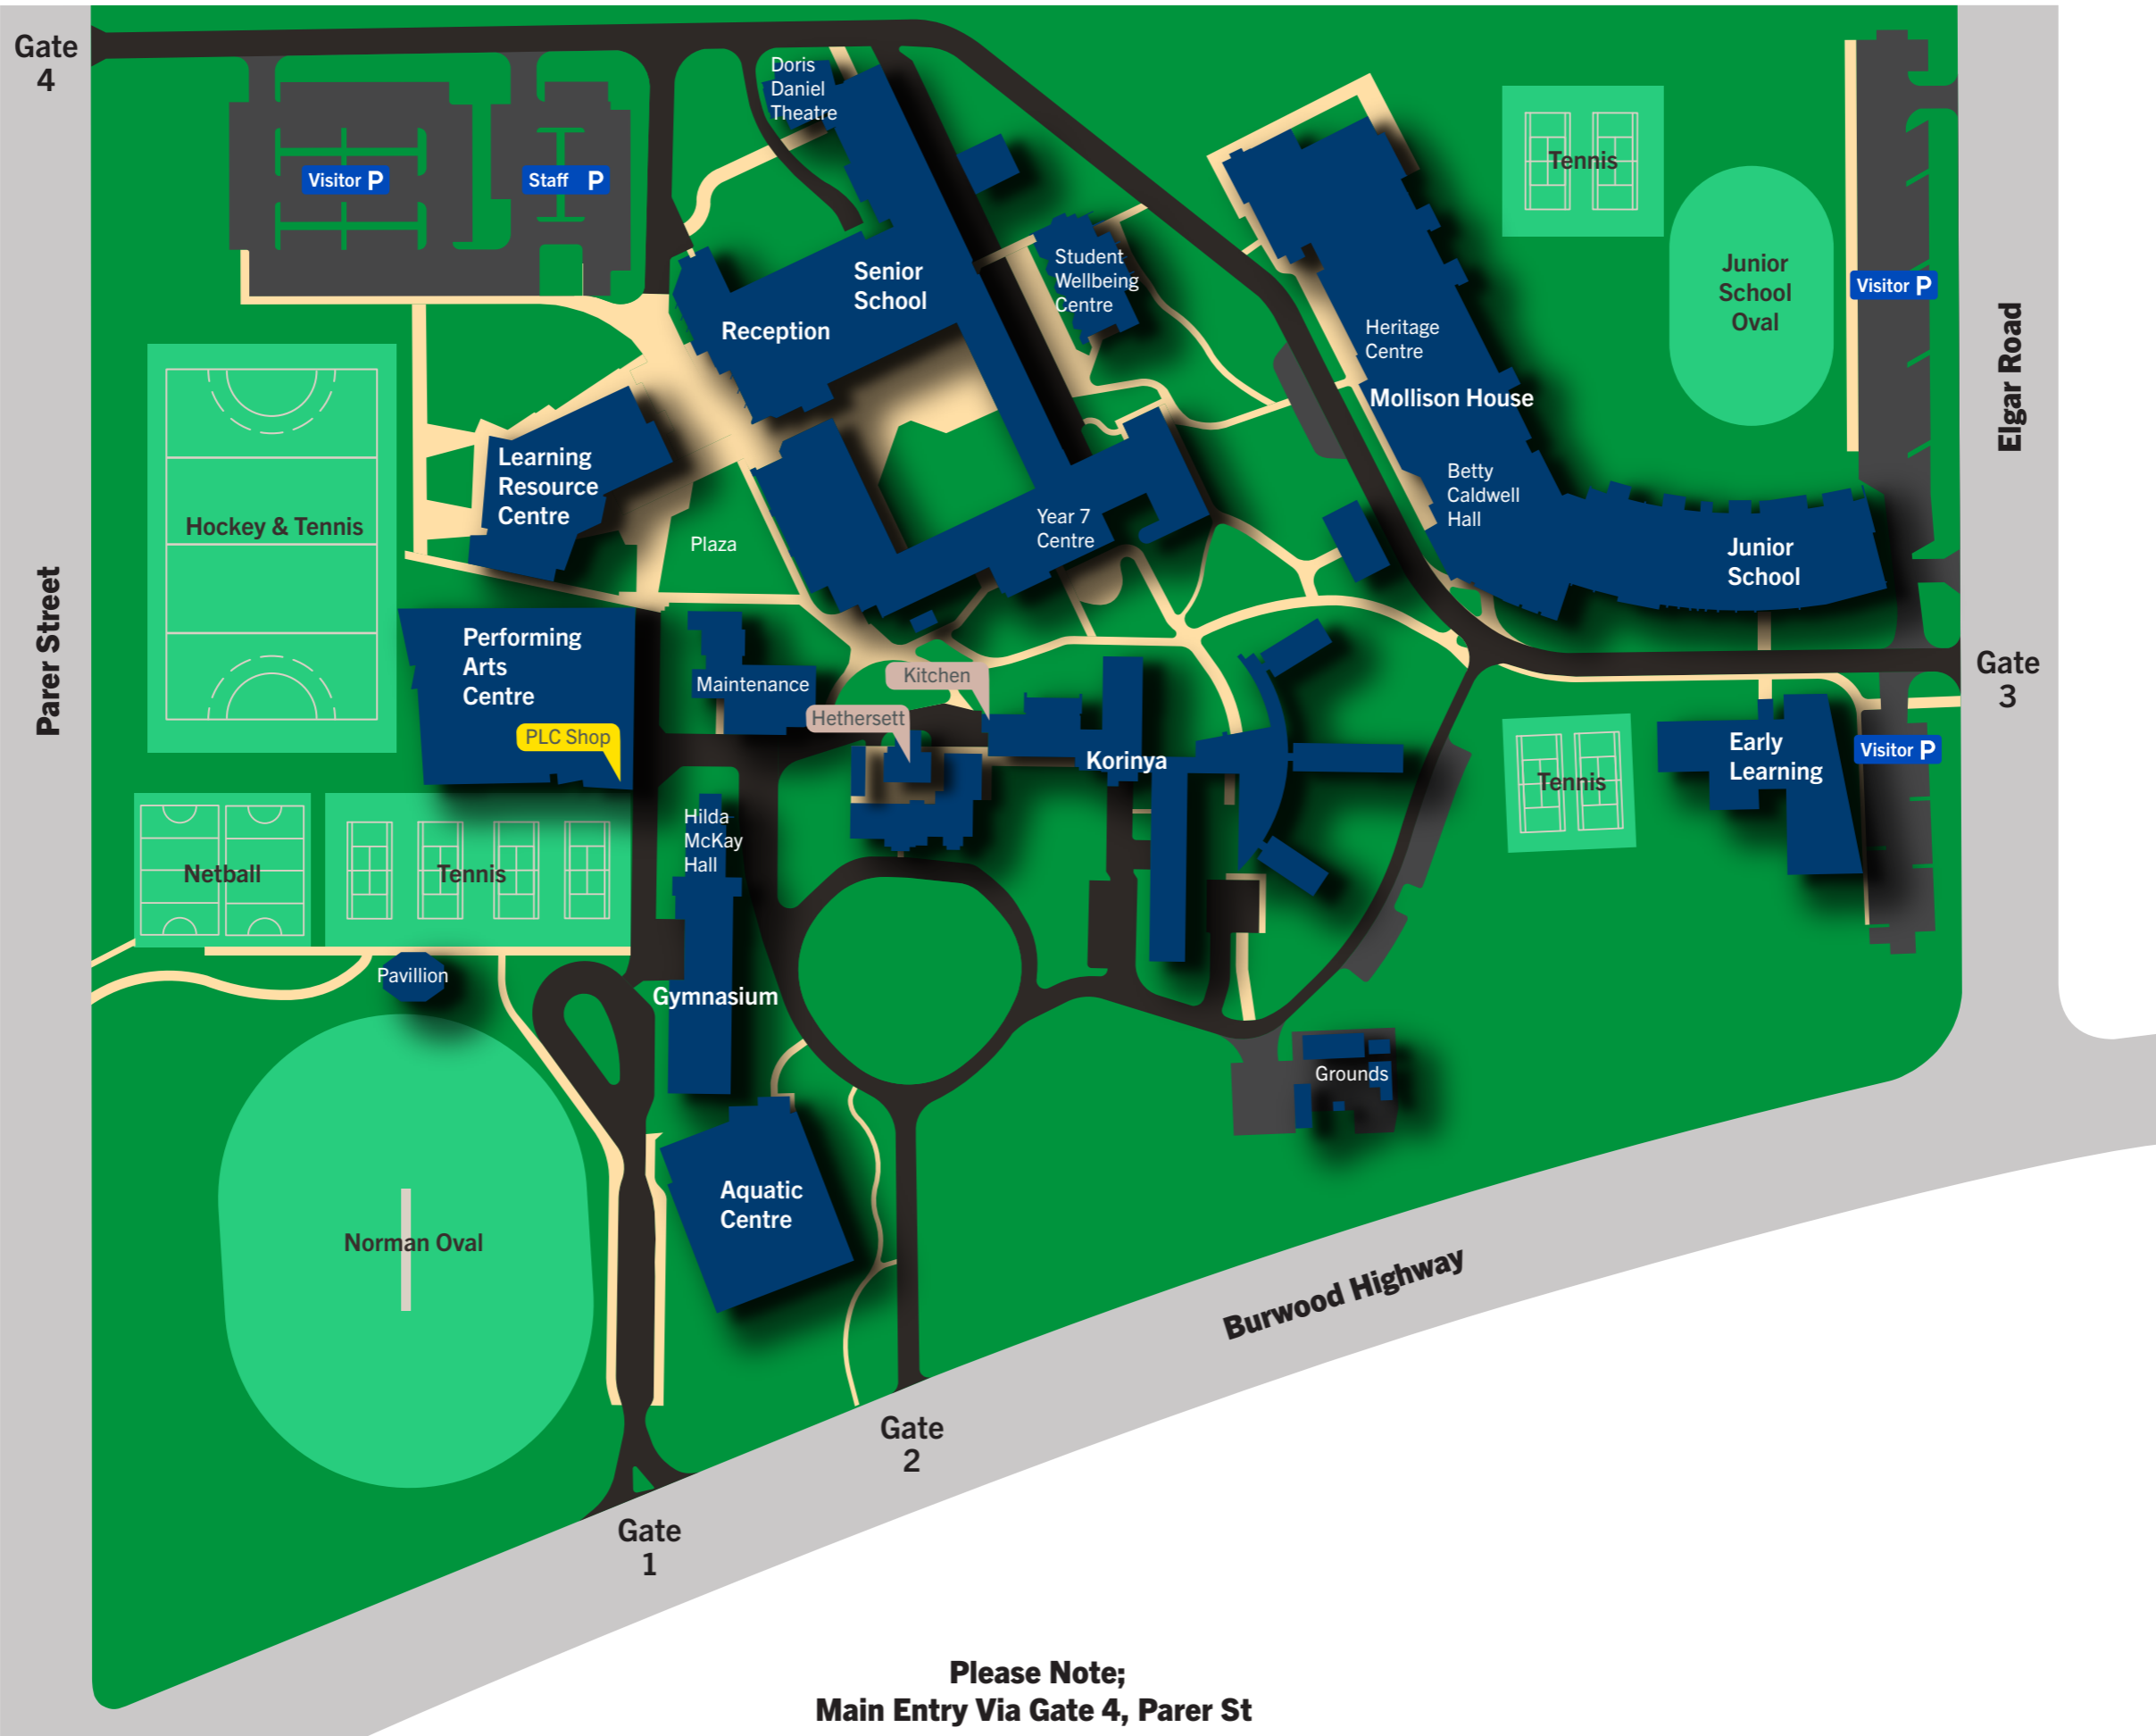 Gate
4
Doris
Daniel
Theatre
Visitor P
Staff P
Tennis
Senior
School
Reception
Student
Wellbeing
Centre
Junior
School
Oval
Visitor P
Elgar Road
Heritage
Centre
Mollison House
Learning
Resource
Centre
Hockey & Tennis
Plaza
Year 7
Centre
Betty
Caldwell
Hall
Junior
School
Parer Street
Performing
Arts
Centre
PLC Shop
Maintenance
Kitchen
Hethersett
Korinya
Gate
3
Early
Learning
Visitor P
Tennis
Hilda
McKay
Hall
Netball
Tennis
Pavillion
Gymnasium
Grounds
Aquatic
Centre
Norman Oval
Burwood Highway
Gate
2
Gate
1
Please Note;
Main Entry Via Gate 4, Parer St